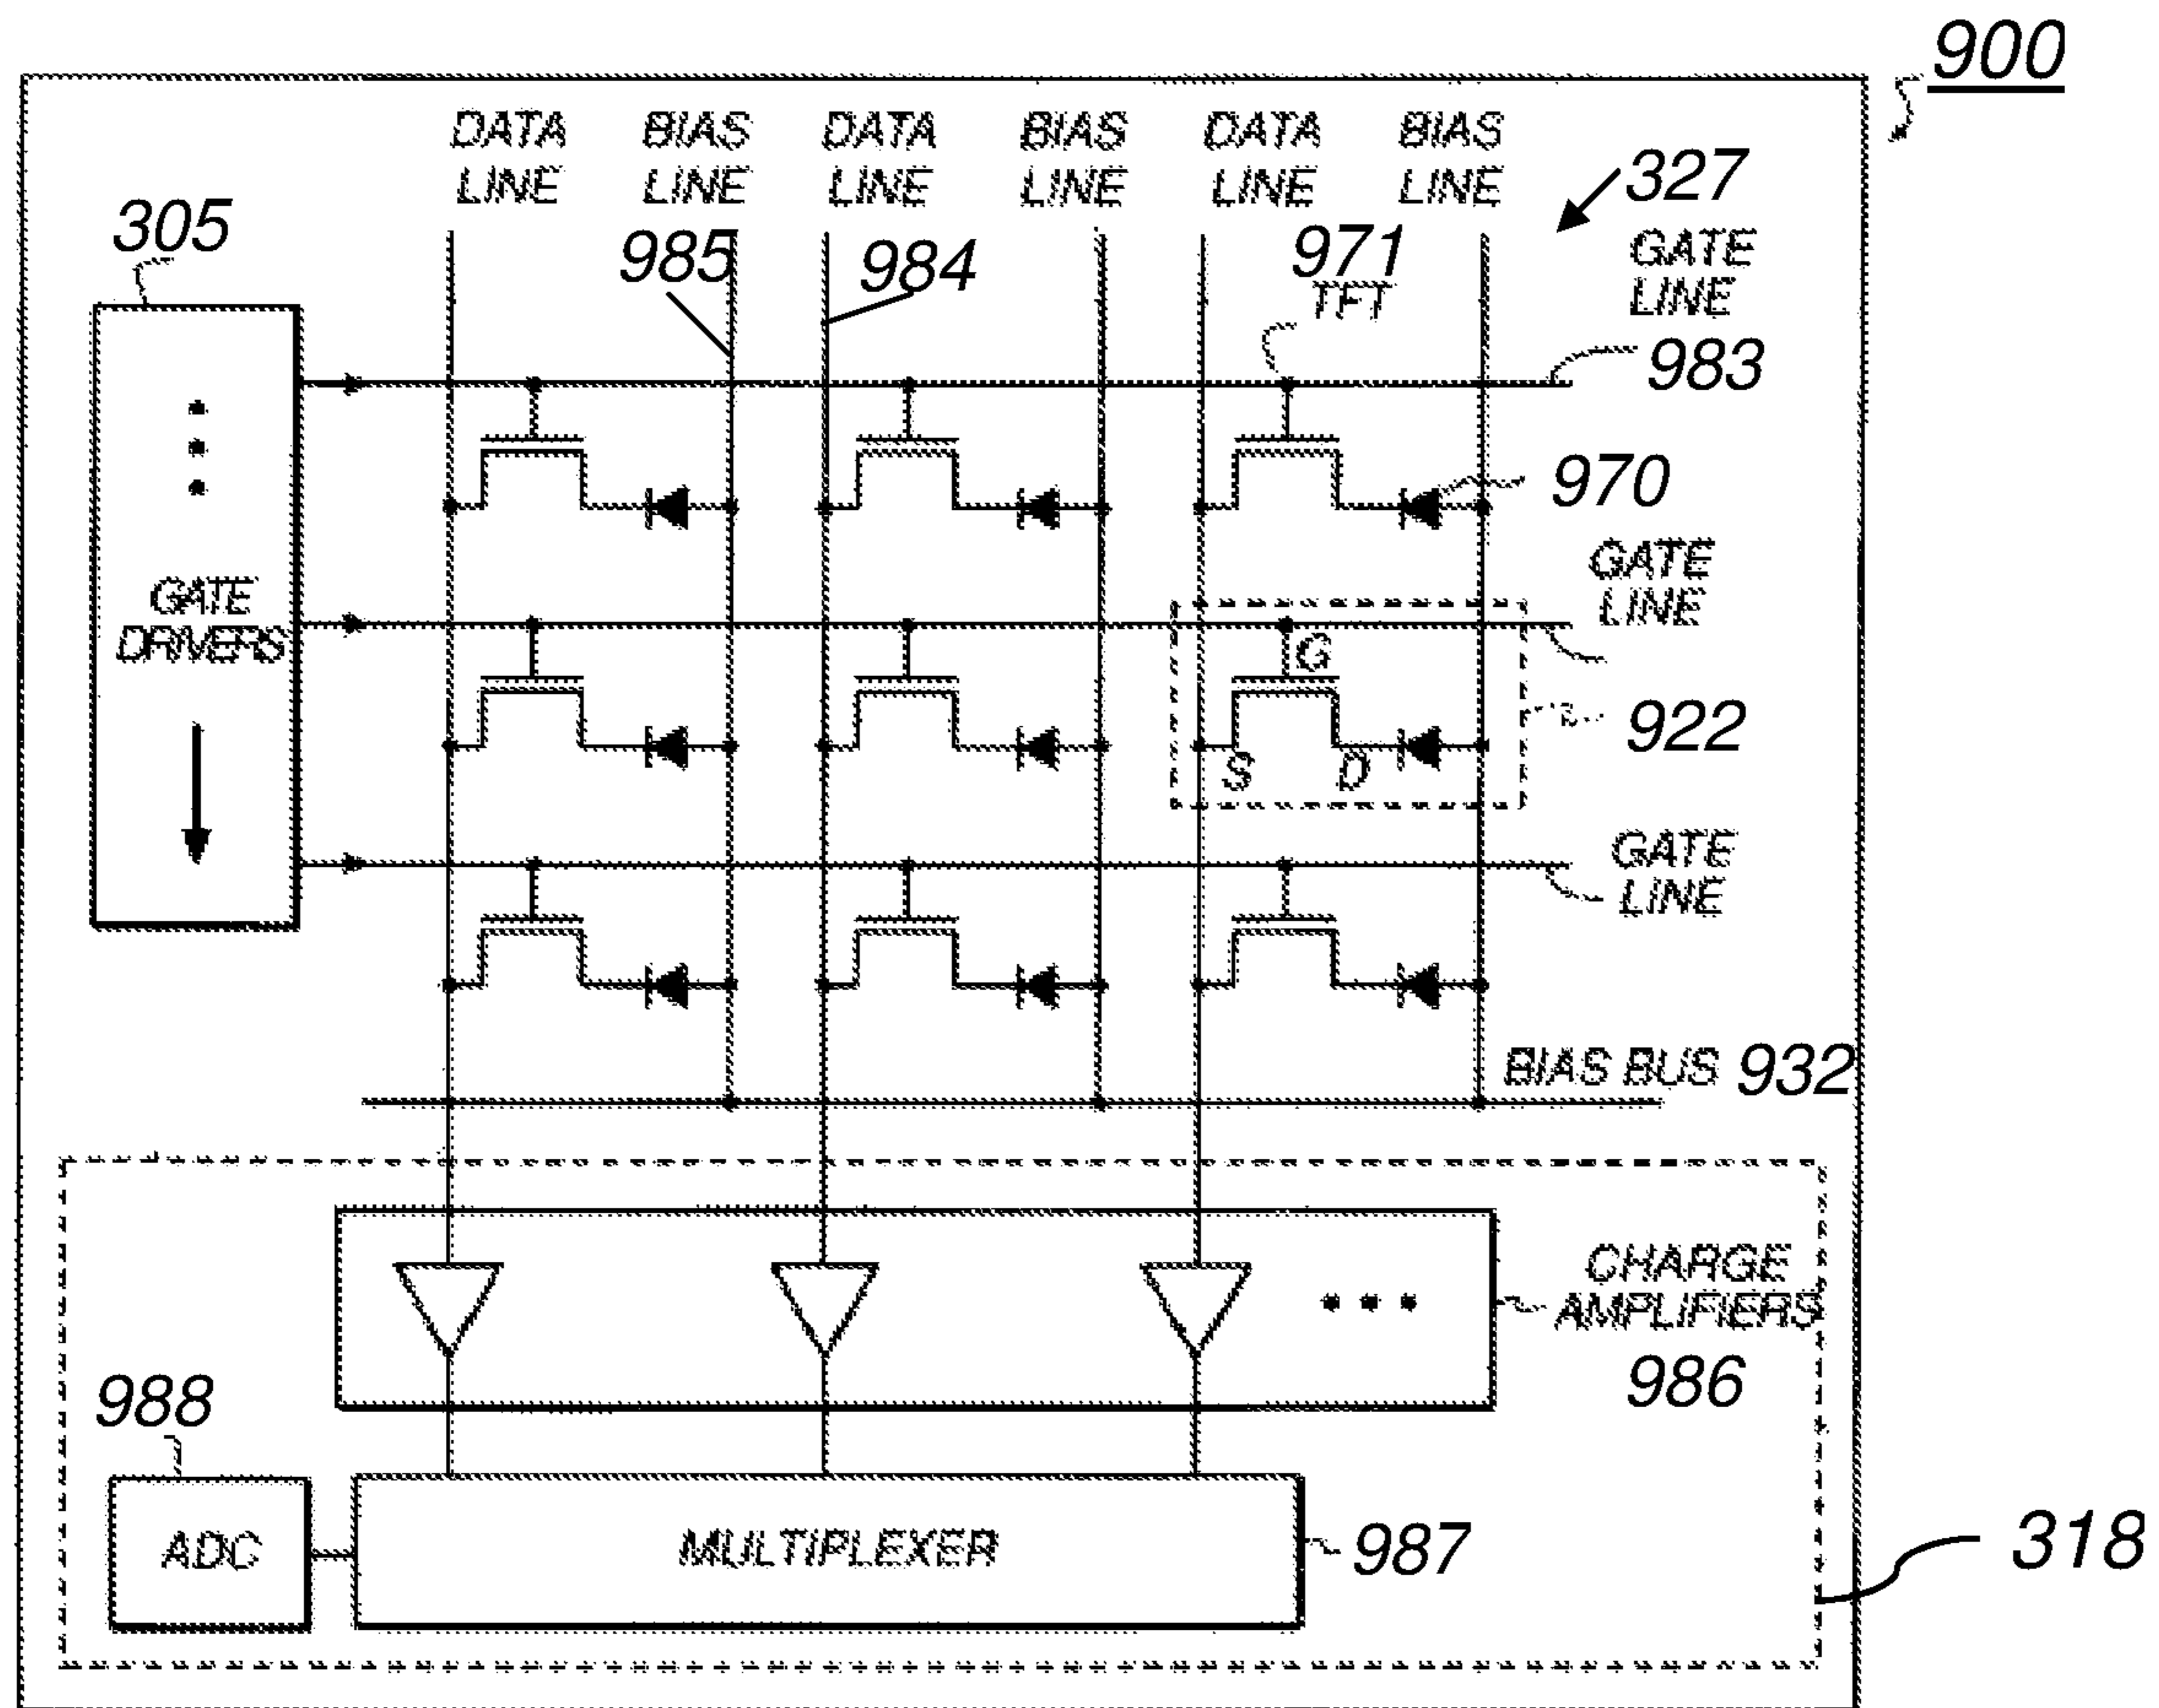 900
DATA LINE
BIAS LINE
DATA LINE
BIAS LINE
DATA LINE
BIAS LINE
327
305
985
984
971
TFT
GATE
LINE
983
970
GATE
LINE
GATE
DRIVERS
G
922
S
D
GATE
LINE
BIAS BUS 932
CHARGE
AMPLIFIERS
986
988
ADC
MULTIPLEXER
987
318